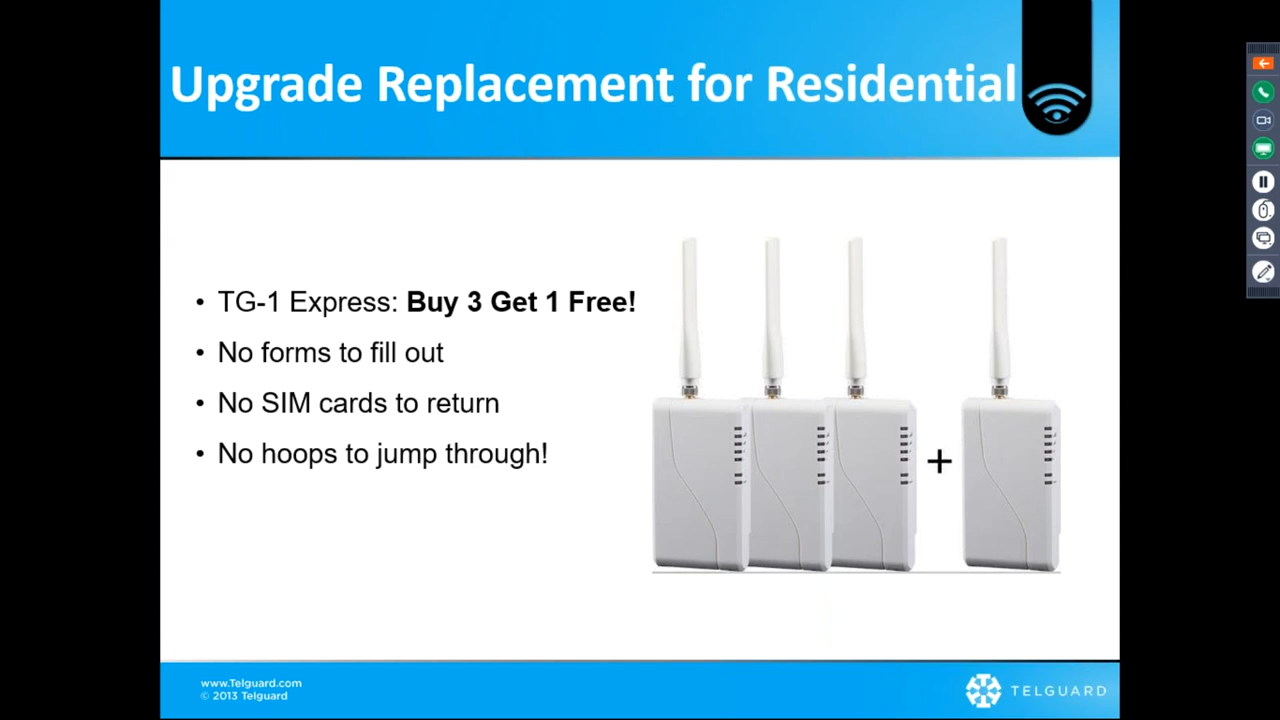 Upgrade Replacement for Residential
• TG-1 Express: Buy 3 Get 1 Free!
• No forms to fill out
• No SIM cards to return
• No hoops to jump through!
+
www.Telguard.com
© 2013 Telguard
TELGUARD